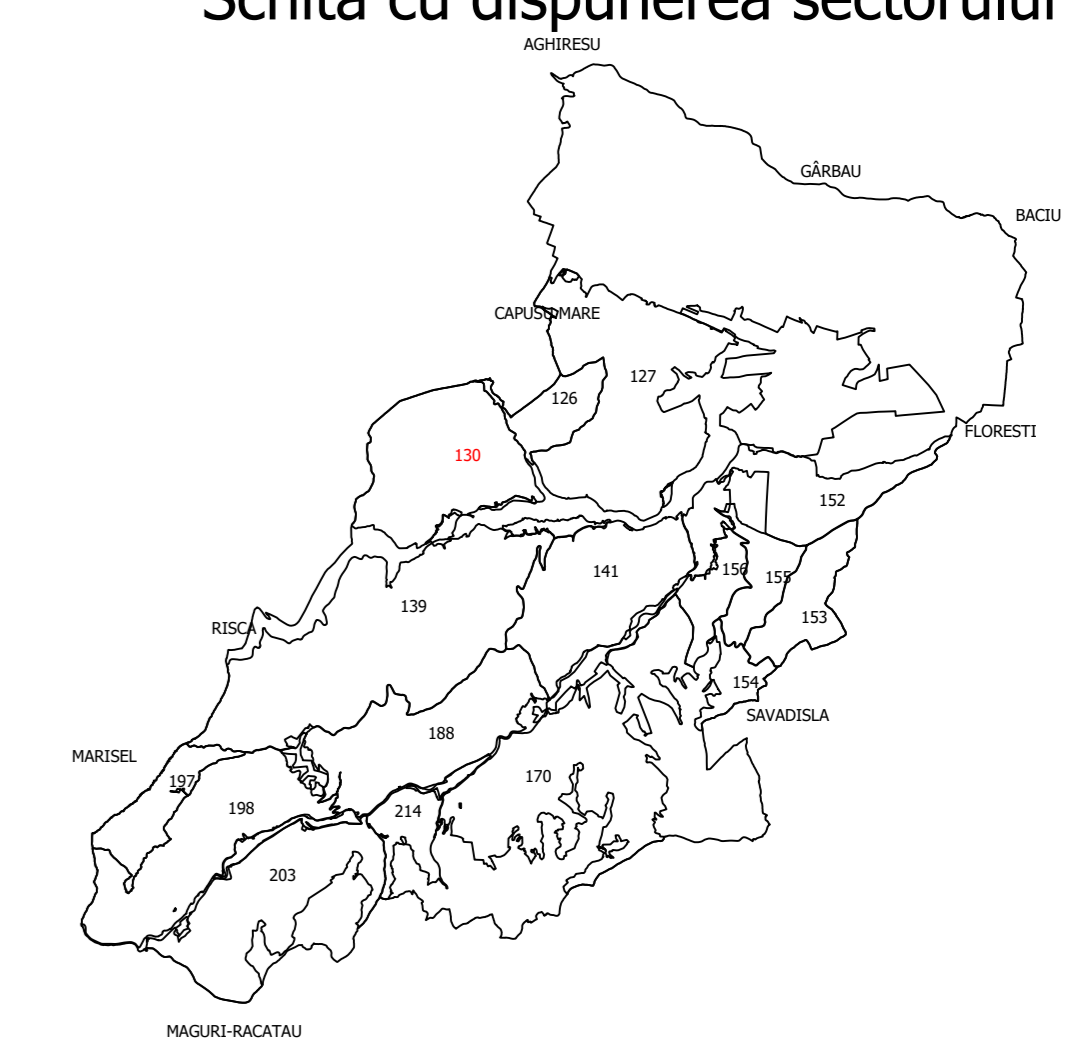 Schita cu dispunerea sectorului
AGHIRESU
GÂRBAU
BACIU
CAPUSU MARE
127
126
FLORESTI
130
152
141
156
155
139
153
RISCA
154
SAVADISLA
188
MARISEL
170
197
198
214
203
MAGURI-RACATAU